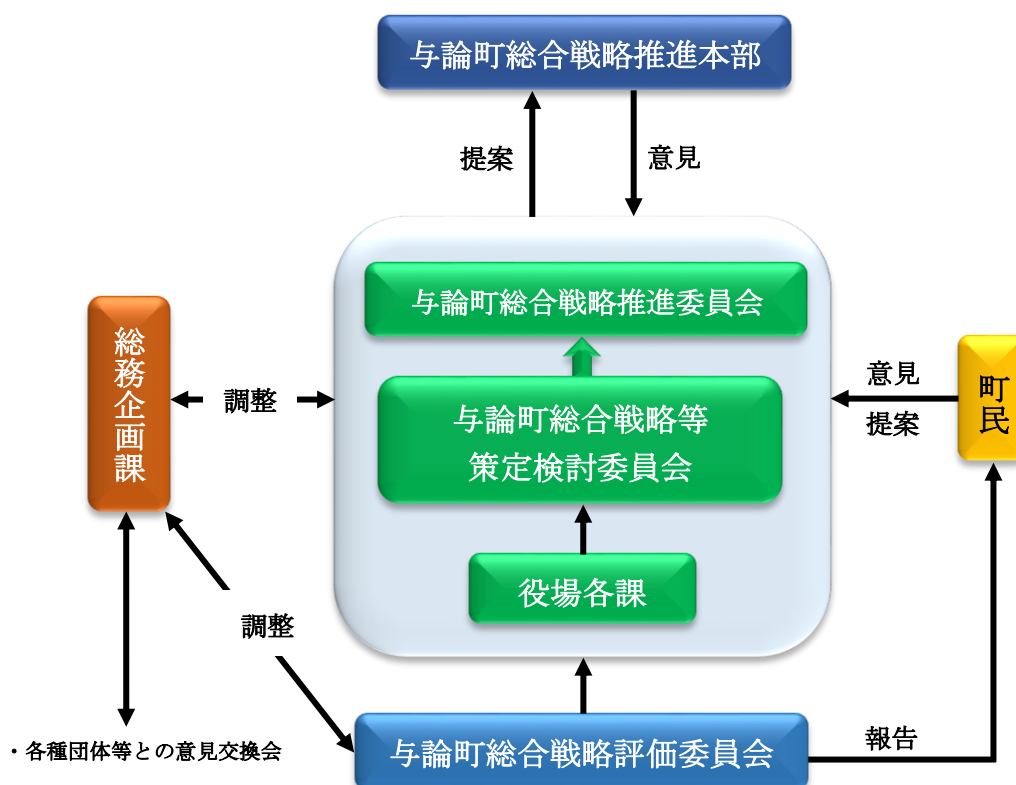 与論町総合戦略推進本部
提案
意見
与論町総合戦略推進委員会
総務企画課
調整
与論町総合戦略等
策定検討委員会
意見
提案
町民
役場各課
調整
・各種団体等との意見交換会
与論町総合戦略評価委員会
報告